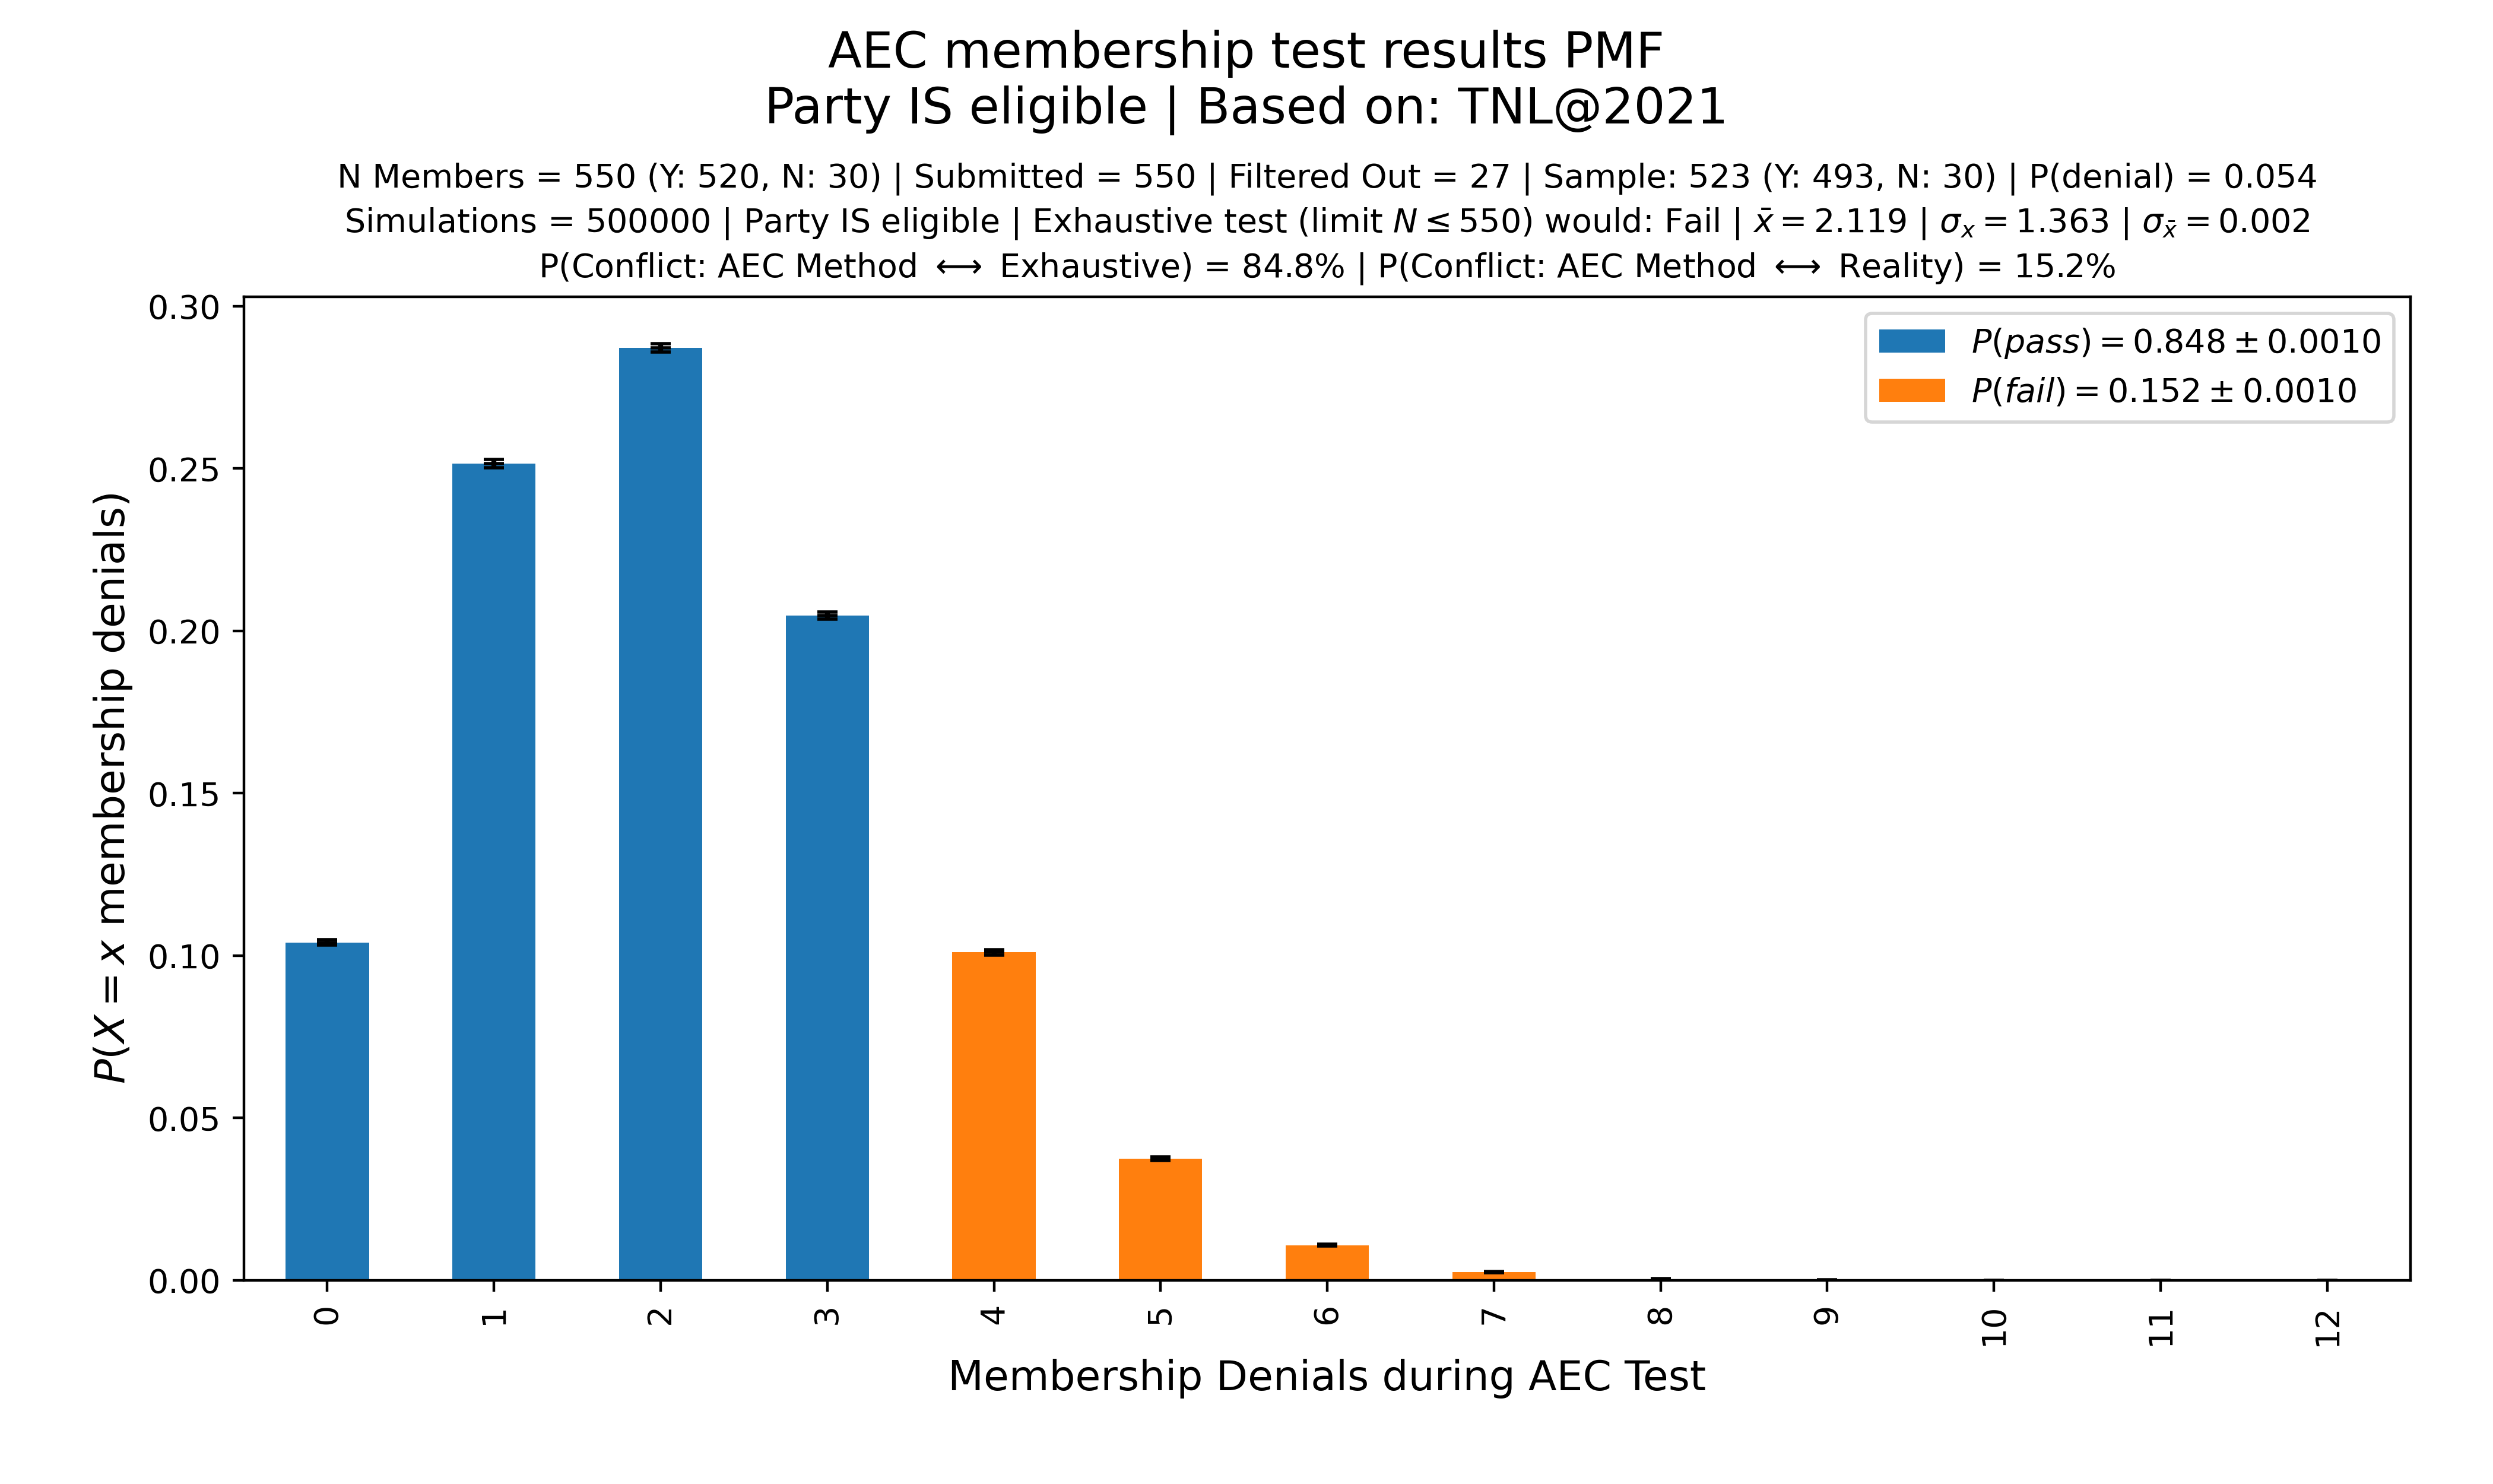 AEC membership test results PMF
Party IS eligible | Based on: TNL@2021
N Members = 550 (Y: 520, N: 30) | Submitted = 550 | Filtered Out = 27 | Sample: 523 (Y: 493, N: 30) | P(denial) = 0.054
Simulations = 500000 | Party IS eligible | Exhaustive test (limit N ≤ 550) would: Fail | x̄ = 2.119 | σₓ = 1.363 | σ_x̄ = 0.002
P(Conflict: AEC Method ⟷ Exhaustive) = 84.8% | P(Conflict: AEC Method ⟷ Reality) = 15.2%
P(pass) = 0.848 ± 0.0010
P(fail) = 0.152 ± 0.0010
P(X = x membership denials)
0.30
0.25
0.20
0.15
0.10
0.05
0.00
0 1 2 3 4 5 6 7 8 9 10 11 12
Membership Denials during AEC Test